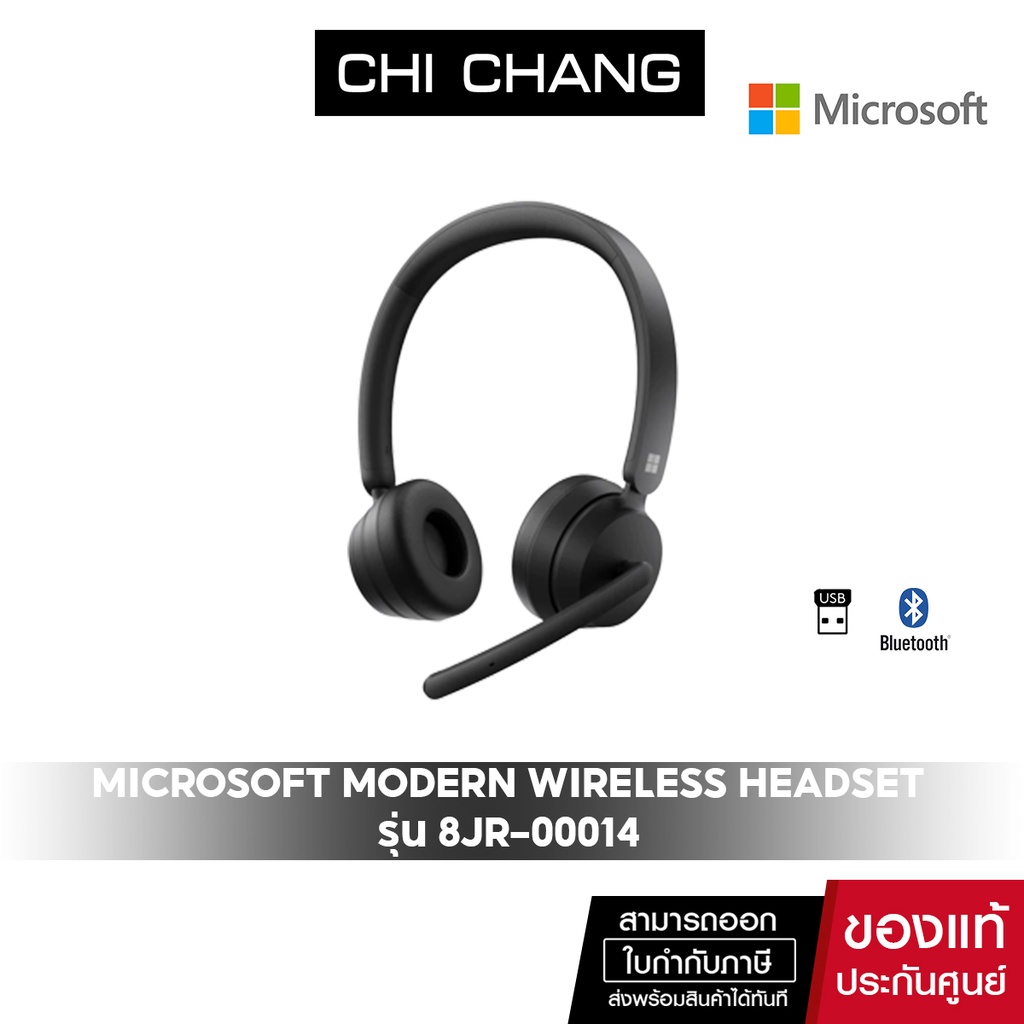 CHI CHANG
Microsoft
USB
Bluetooth®
MICROSOFT MODERN WIRELESS HEADSET
รุ่น 8JR-00014
สามารถออก
ใบกำกับภาษี
ส่งพร้อมสินค้าได้ทันที
ของแท้
ประกันศูนย์